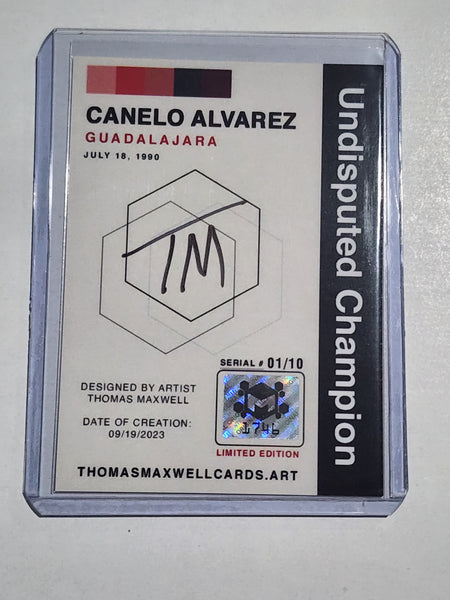 CANELO ALVAREZ
GUADALAJARA
JULY 18, 1990
TM
SERIAL # 01/10
1746
LIMITED EDITION
DESIGNED BY ARTIST
THOMAS MAXWELL
DATE OF CREATION:
09/19/2023
THOMASMAXWELLCARDS.ART
Undisputed Champion